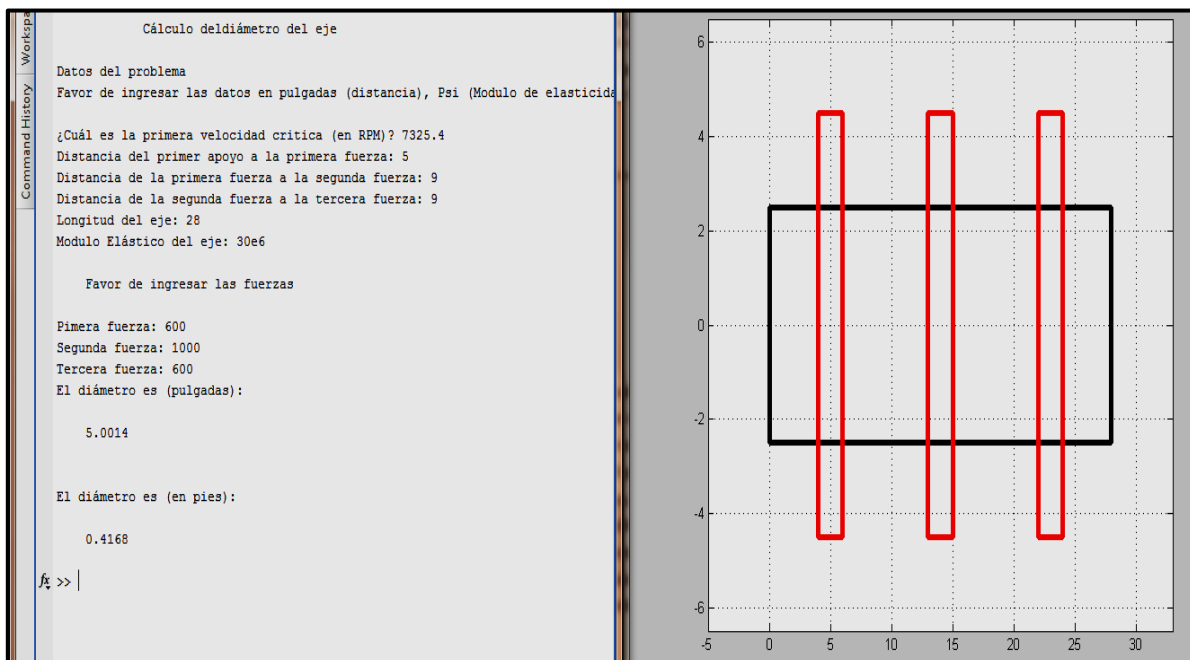 Workspa
Command History
Cálculo deldiámetro del eje
Datos del problema
Favor de ingresar las datos en pulgadas (distancia), Psi (Modulo de elasticida
¿Cuál es la primera velocidad critica (en RPM)? 7325.4
Distancia del primer apoyo a la primera fuerza: 5
Distancia de la primera fuerza a la segunda fuerza: 9
Distancia de la segunda fuerza a la tercera fuerza: 9
Longitud del eje: 28
Modulo Elástico del eje: 30e6
Favor de ingresar las fuerzas
Pimera fuerza: 600
Segunda fuerza: 1000
Tercera fuerza: 600
El diámetro es (pulgadas):
5.0014
El diámetro es (en pies):
0.4168
fx >>
6
4
2
0
-2
-4
-6
-5 0 5 10 15 20 25 30